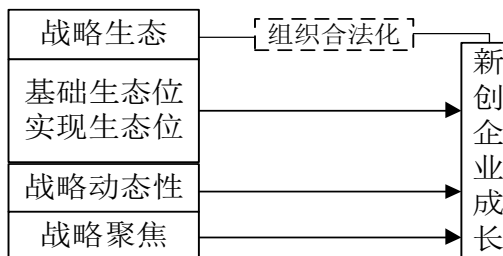 战略生态
组织合法化
基础生态位
实现生态位
战略动态性
战略聚焦
新创企业成长